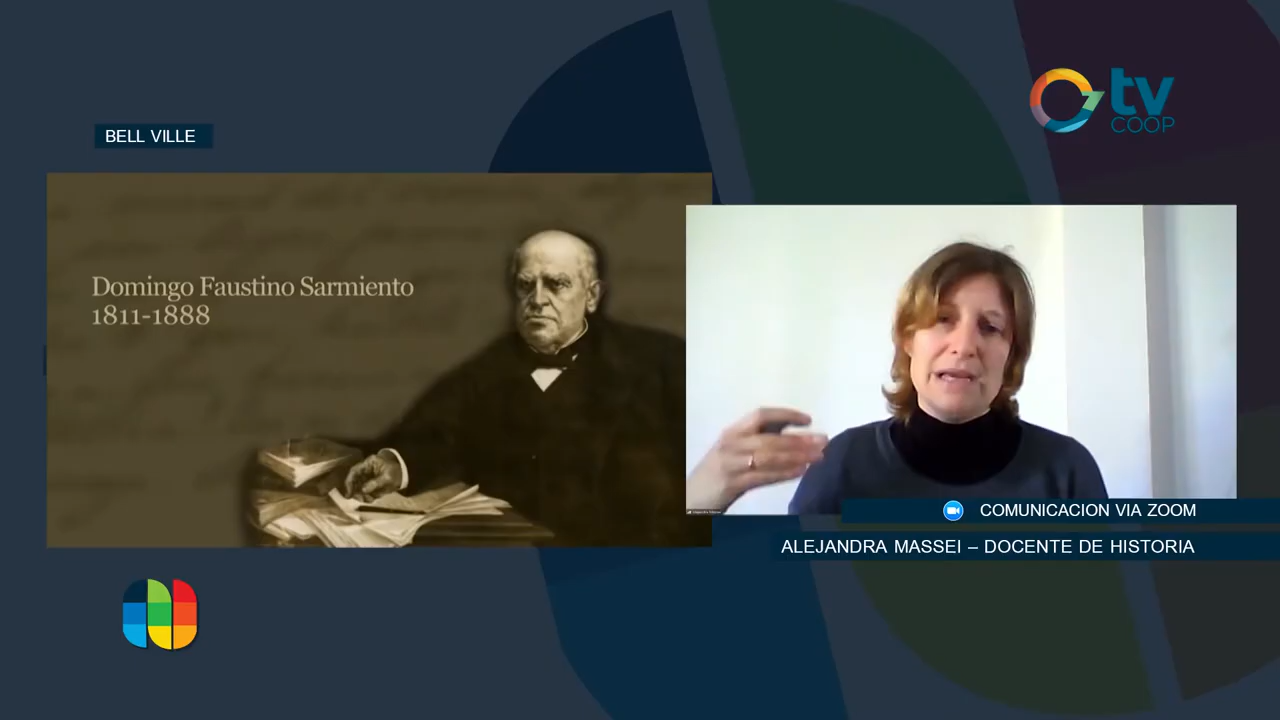 tv
COOP
BELL VILLE
Domingo Faustino Sarmiento
1811-1888
COMUNICACION VIA ZOOM
ALEJANDRA MASSEI – DOCENTE DE HISTORIA